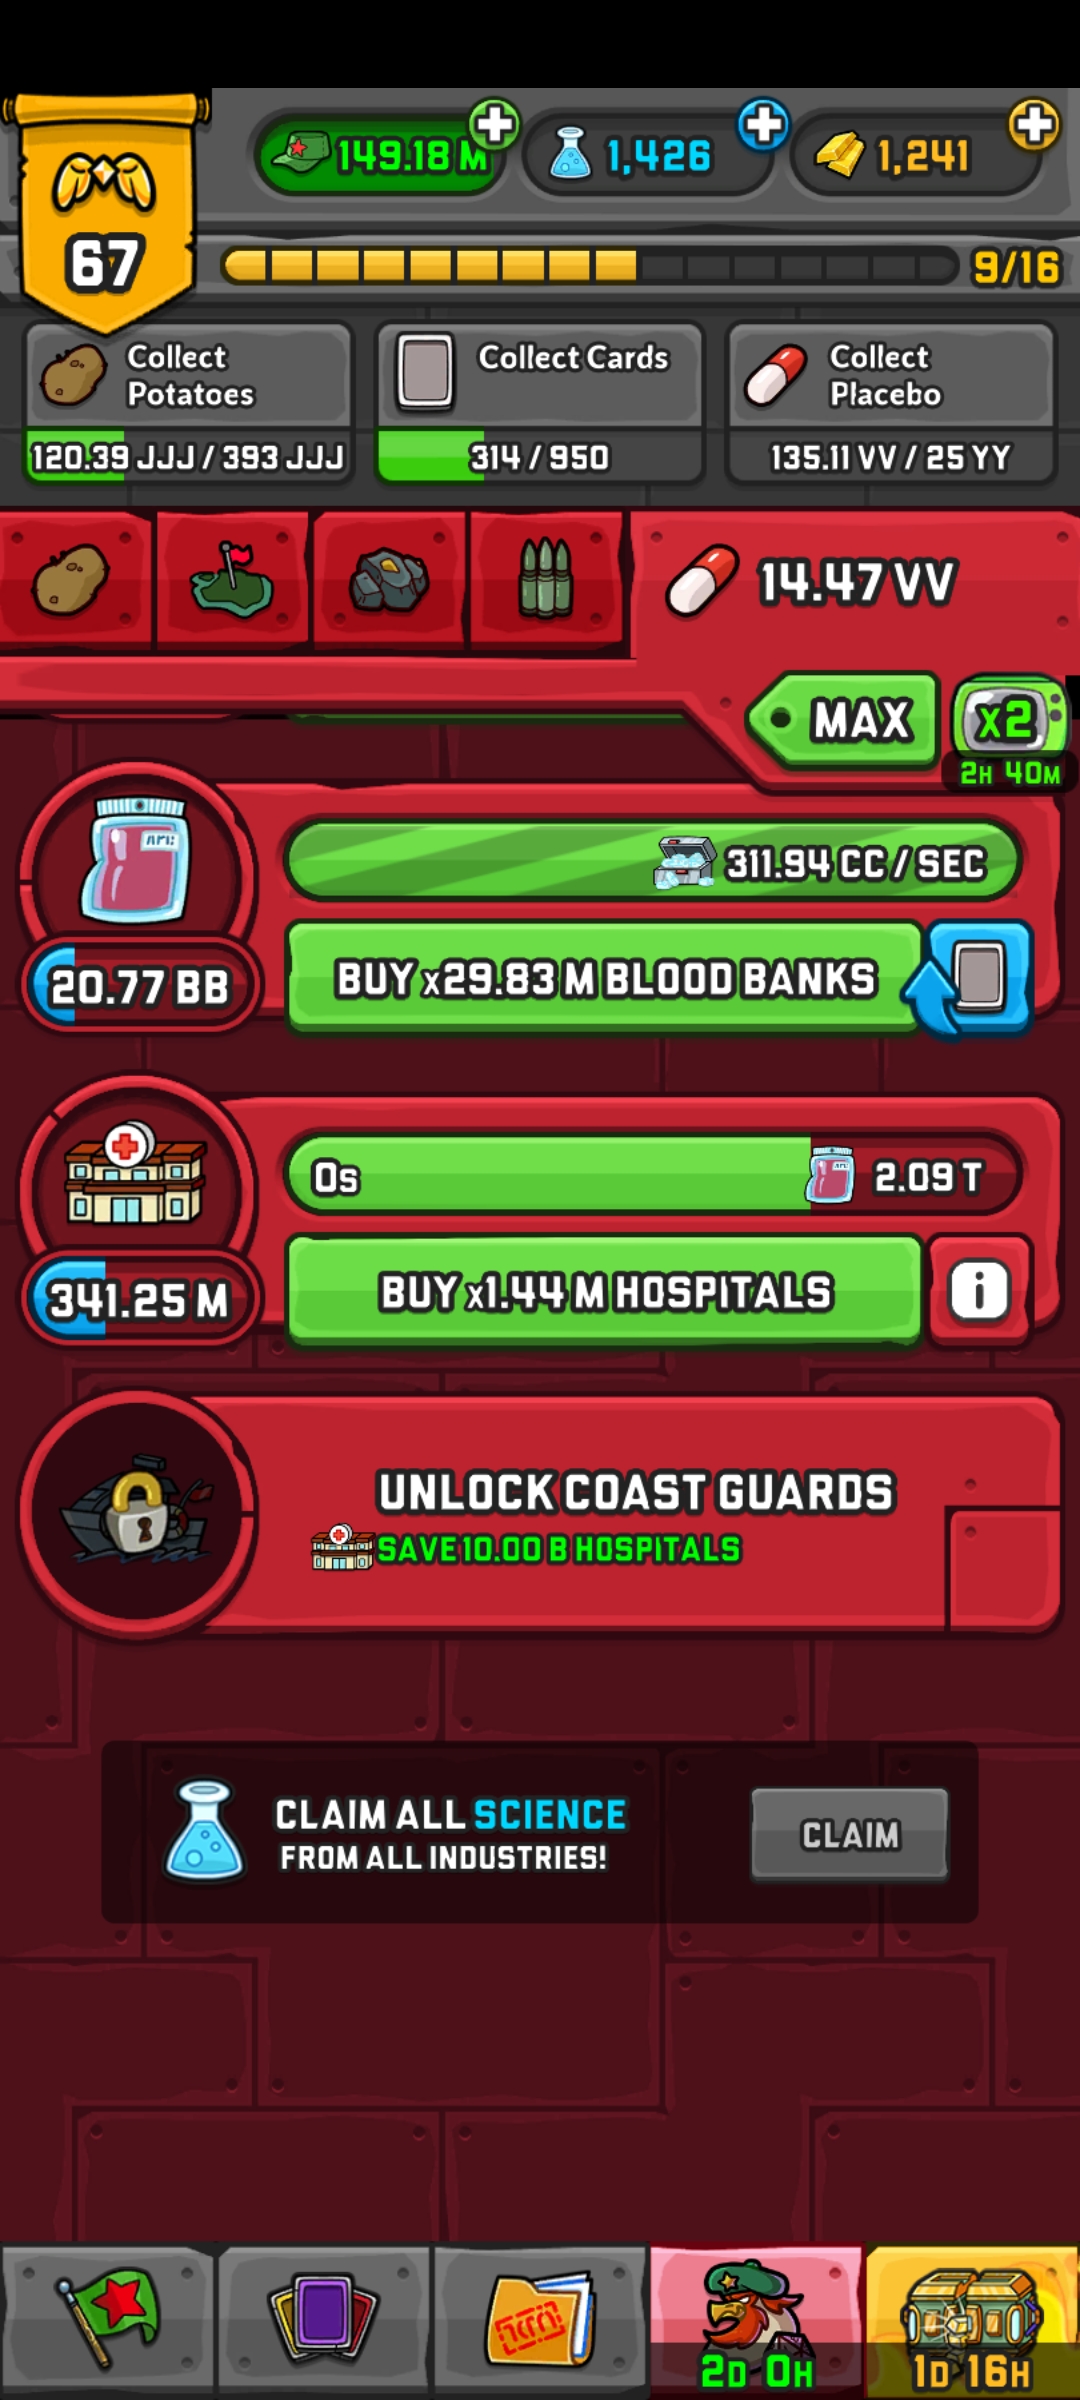 149.18 M
1,426
1,241
67
9/16
Collect
Potatoes
Collect Cards
Collect
Placebo
120.39 JJJ / 393 JJJ
314 / 950
135.11 VV / 25 YY
14.47 VV
MAX
x2
2H 40M
311.94 CC / SEC
20.77 BB
BUY x29.83 M BLOOD BANKS
0s
2.09 T
341.25 M
BUY x1.44 M HOSPITALS
i
UNLOCK COAST GUARDS
SAVE 10.00 B HOSPITALS
CLAIM ALL SCIENCE
FROM ALL INDUSTRIES!
CLAIM
2D 0H
1D 16H